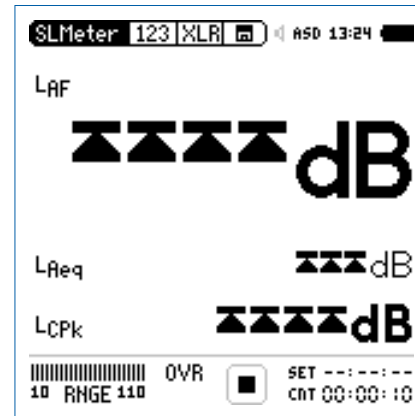 SLMeter 123 XLR ASD 13:24
LAF
dB
LAeq dB
LCPk dB
OVR SET --:--:--
10 RNGE 110 CNT 00:00:10